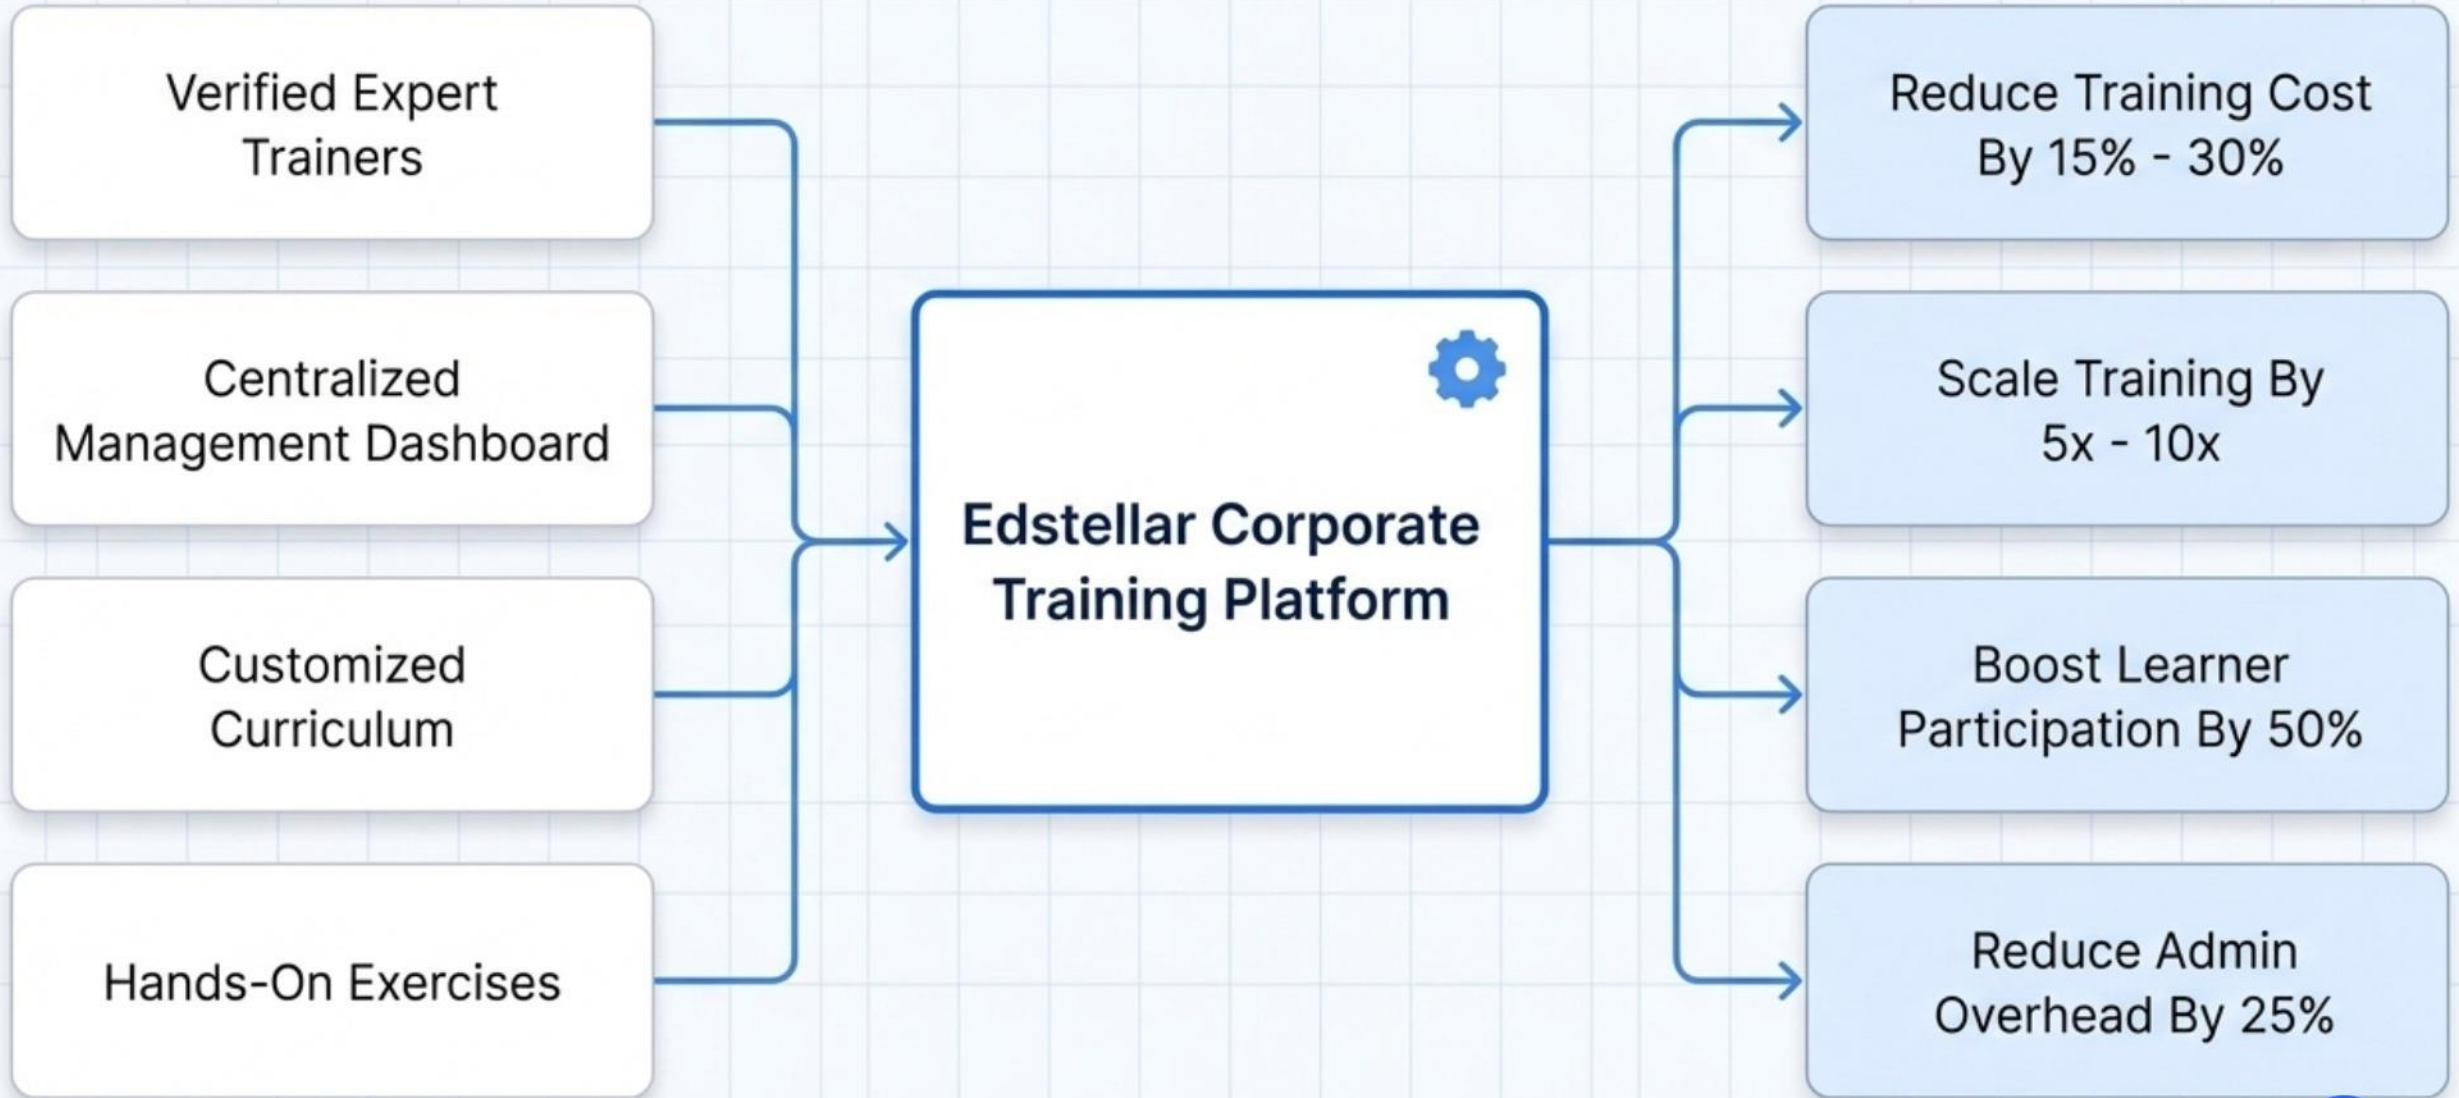 Verified Expert
Trainers
Centralized
Management Dashboard
Customized
Curriculum
Hands-On Exercises
Edstellar Corporate
Training Platform
Reduce Training Cost
By 15% - 30%
Scale Training By
5x - 10x
Boost Learner
Participation By 50%
Reduce Admin
Overhead By 25%